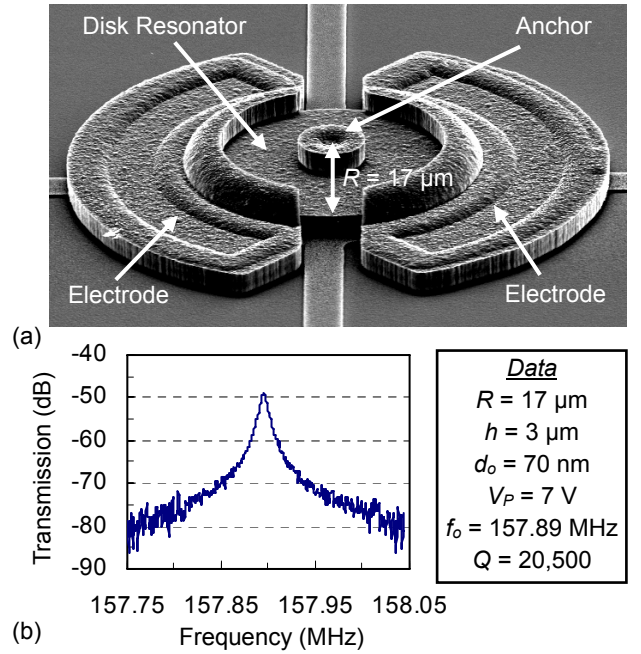 Disk Resonator
Anchor
R = 17 μm
Electrode
Electrode
(a)
-40
-50
-60
-70
-80
-90
Transmission (dB)
157.75 157.85 157.95 158.05
Frequency (MHz)
(b)
Data
R = 17 μm
h = 3 μm
do = 70 nm
VP = 7 V
fo = 157.89 MHz
Q = 20,500